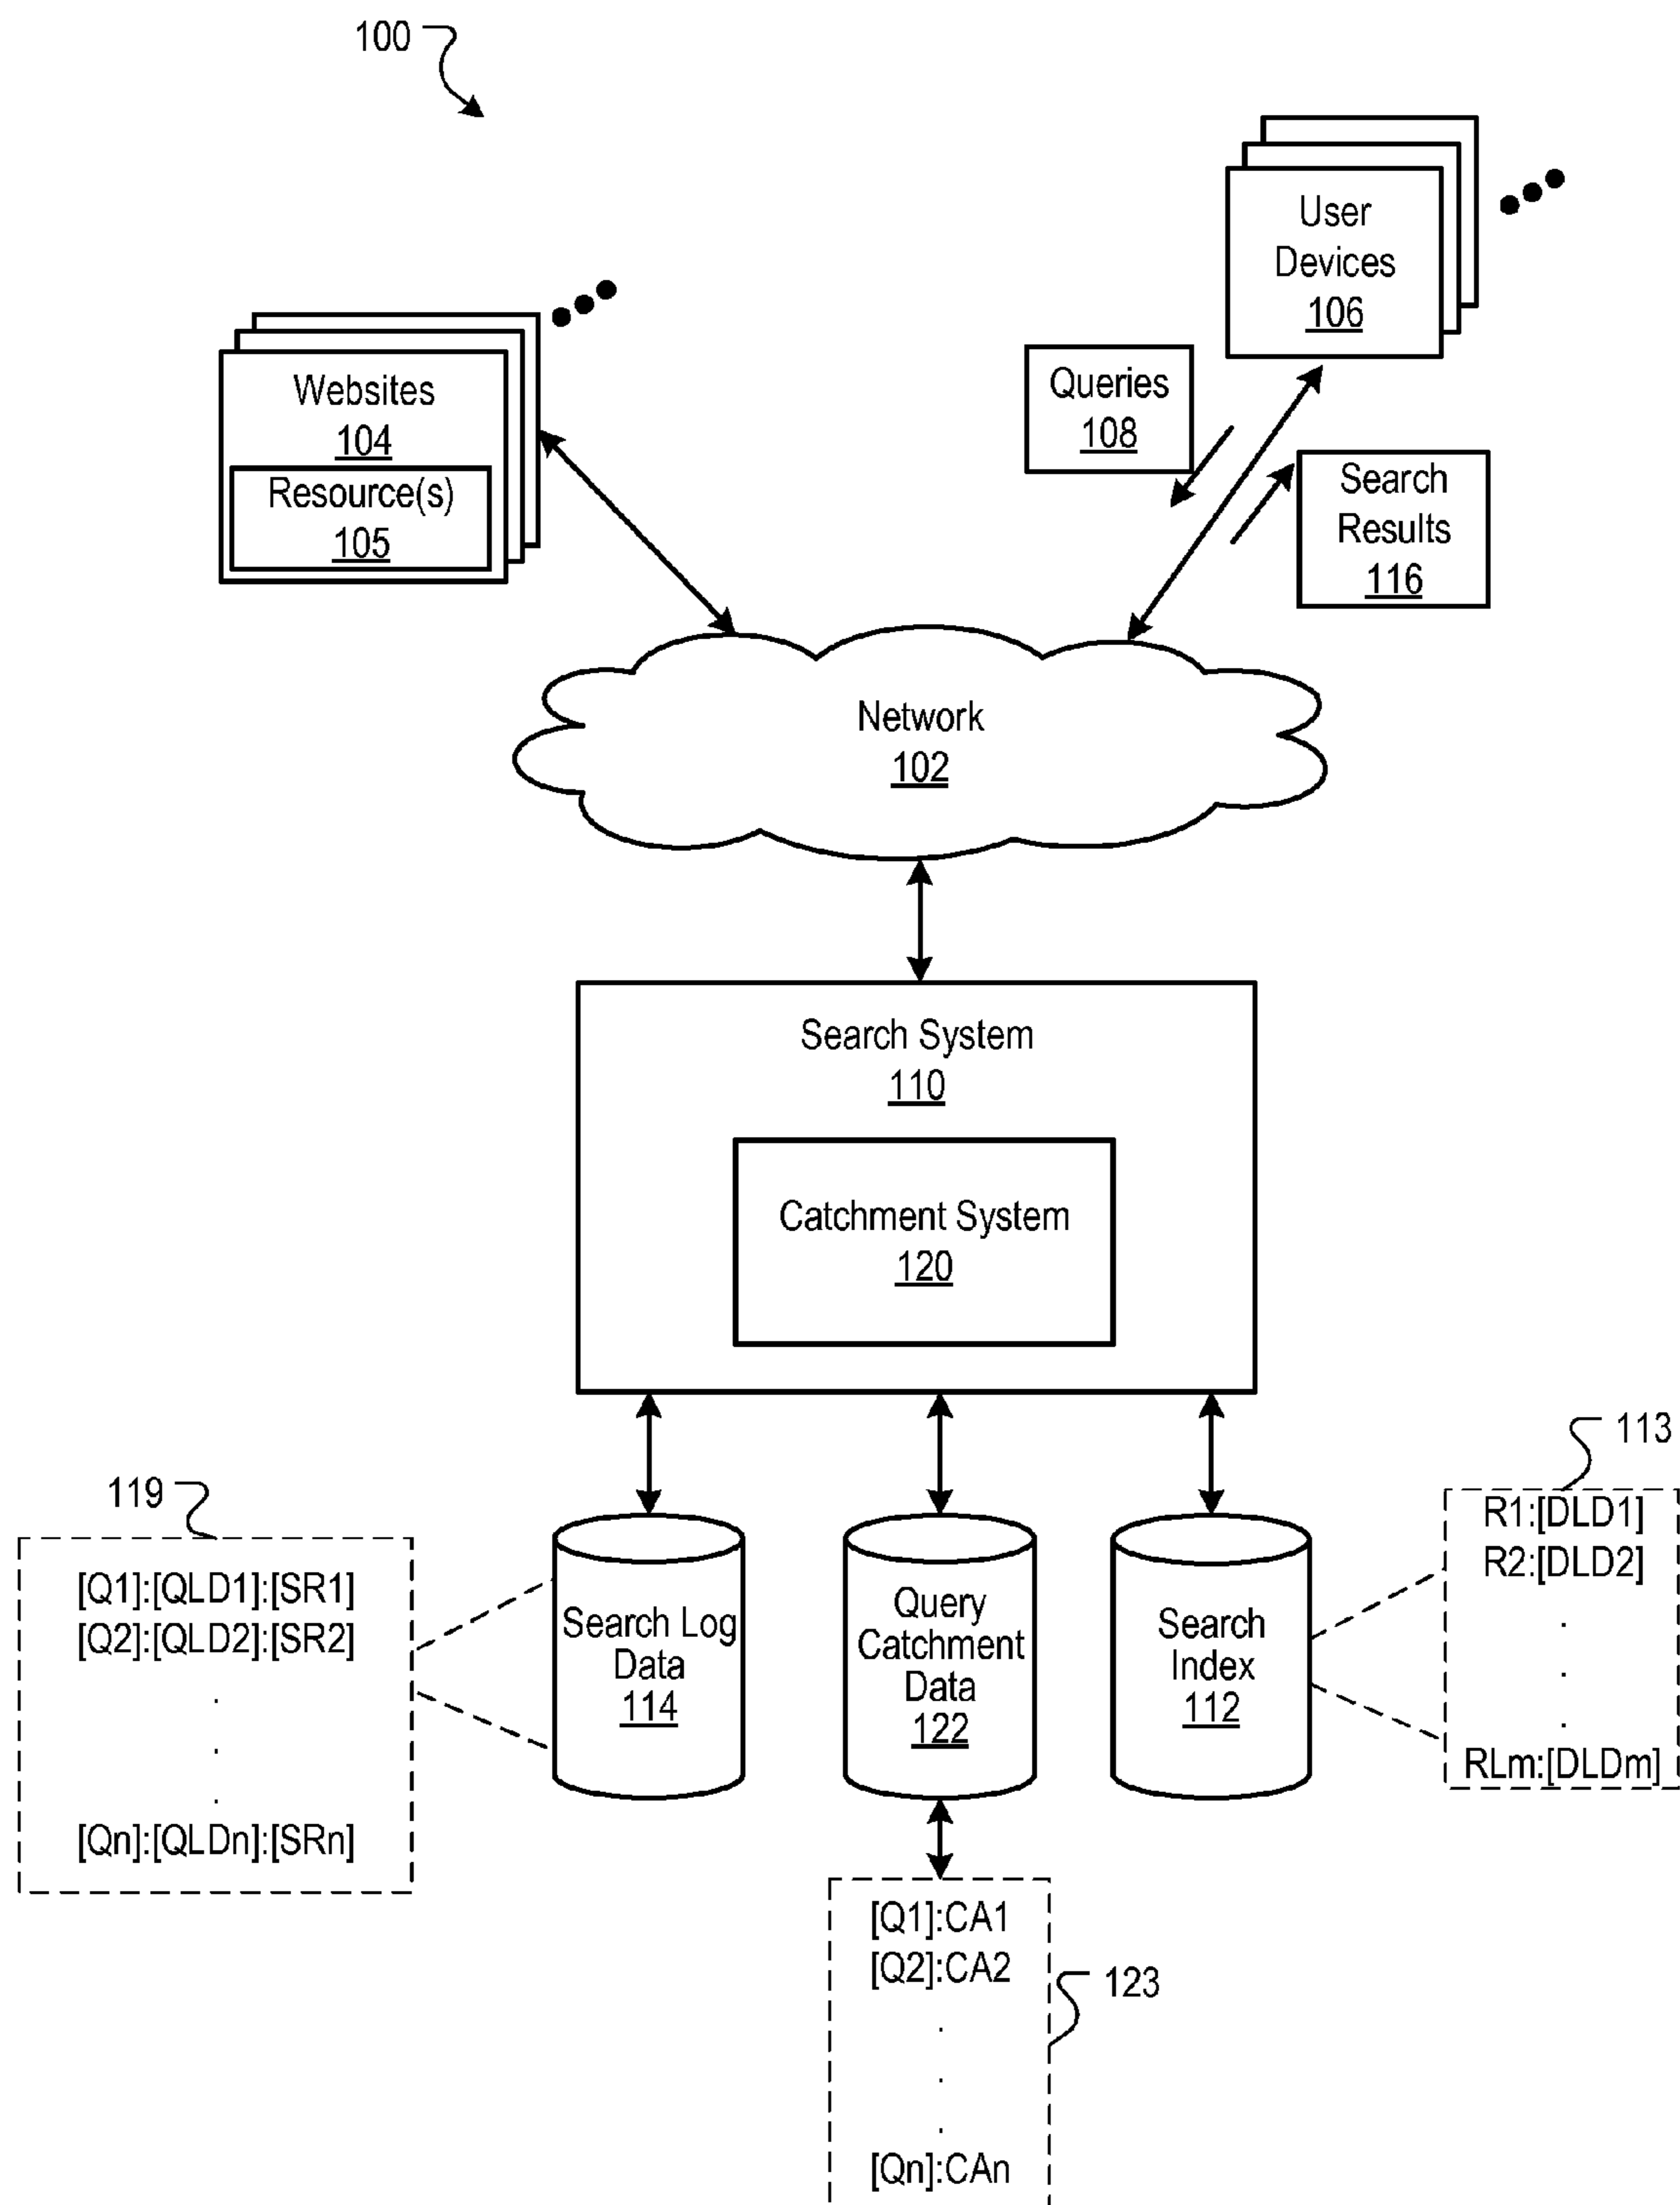 100
User
Devices
106
Queries
108
Search
Results
116
Websites
104
Resource(s)
105
Network
102
Search System
110
Catchment System
120
119
[Q1]:[QLD1]:[SR1]
[Q2]:[QLD2]:[SR2]
.
.
.
[Qn]:[QLDn]:[SRn]
Search Log
Data
114
Query
Catchment
Data
122
Search
Index
112
113
R1:[DLD1]
R2:[DLD2]
.
.
.
RLm:[DLDm]
[Q1]:CA1
[Q2]:CA2
.
.
.
[Qn]:CAn
123